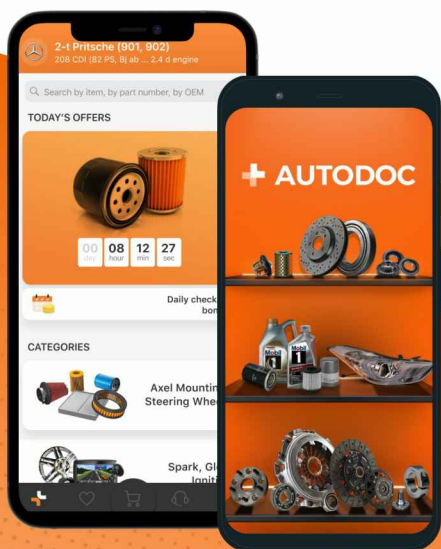 2-t Pritsche (901, 902)
208 CDI (82 PS, Bj ab ... 2.4 d engine
Search by item, by part number, by OEM
TODAY'S OFFERS
00 08 12 27
day hour min sec
Daily check
bon
CATEGORIES
Axel Mountin
Steering Whe
Spark, Gl
Igniti
AUTODOC
Mobil 1
Mobil 1